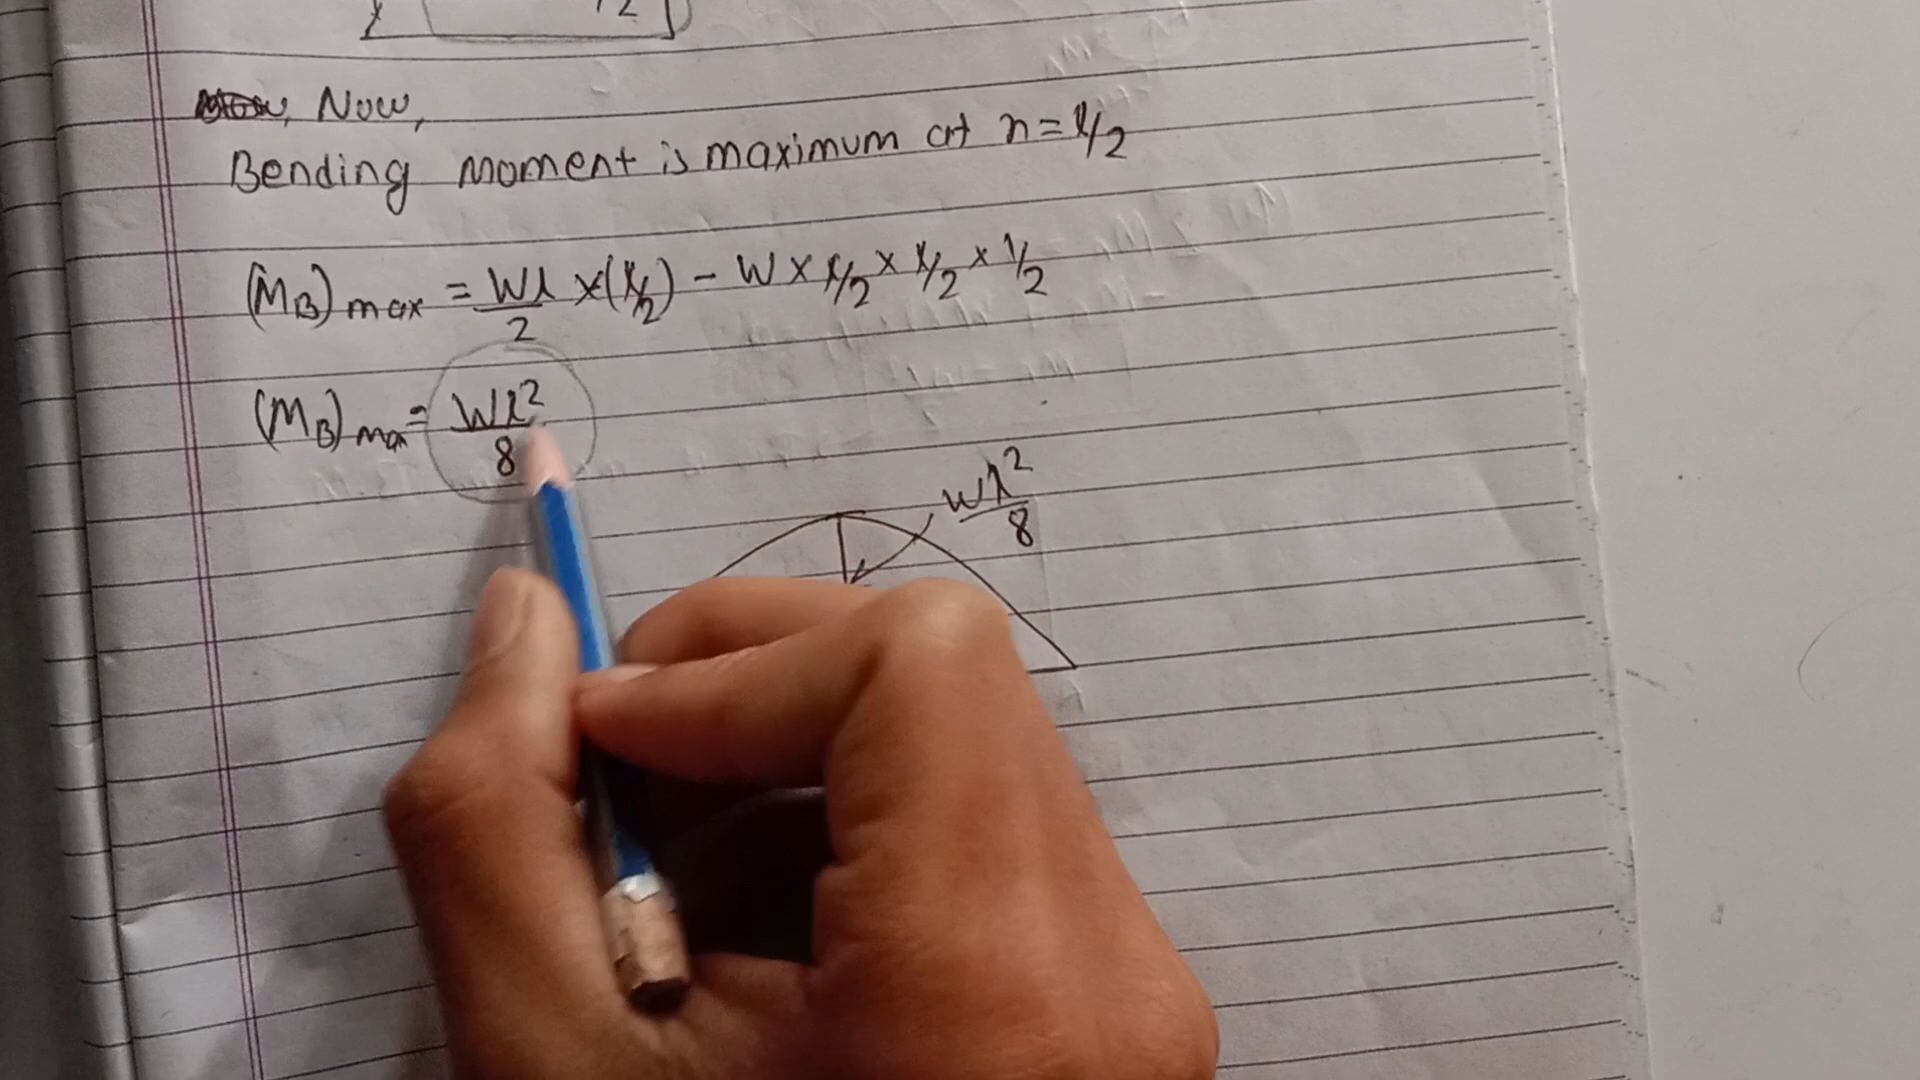 Now,
Bending moment is maximum at n = l/2
(MB) max = Wl/2 × (l/2) - W × l/2 × l/2 × 1/2
(MB) max = Wl²/8
wl²/8